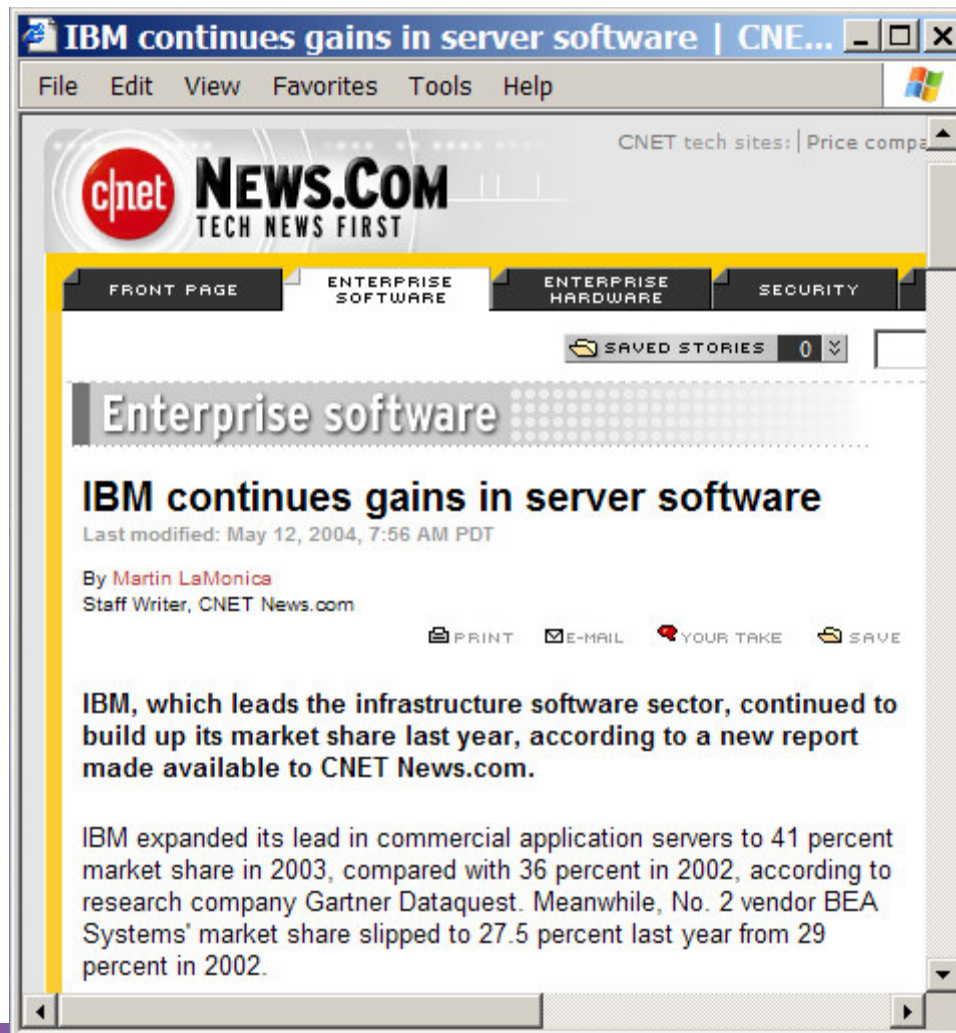 IBM continues gains in server software | CNE...
File Edit View Favorites Tools Help
CNET tech sites: | Price compa
c|net NEWS.COM
TECH NEWS FIRST
FRONT PAGE ENTERPRISE SOFTWARE ENTERPRISE HARDWARE SECURITY
SAVED STORIES 0
Enterprise software
IBM continues gains in server software
Last modified: May 12, 2004, 7:56 AM PDT
By Martin LaMonica
Staff Writer, CNET News.com
PRINT E-MAIL YOUR TAKE SAVE
IBM, which leads the infrastructure software sector, continued to
build up its market share last year, according to a new report
made available to CNET News.com.
IBM expanded its lead in commercial application servers to 41 percent
market share in 2003, compared with 36 percent in 2002, according to
research company Gartner Dataquest. Meanwhile, No. 2 vendor BEA
Systems' market share slipped to 27.5 percent last year from 29
percent in 2002.